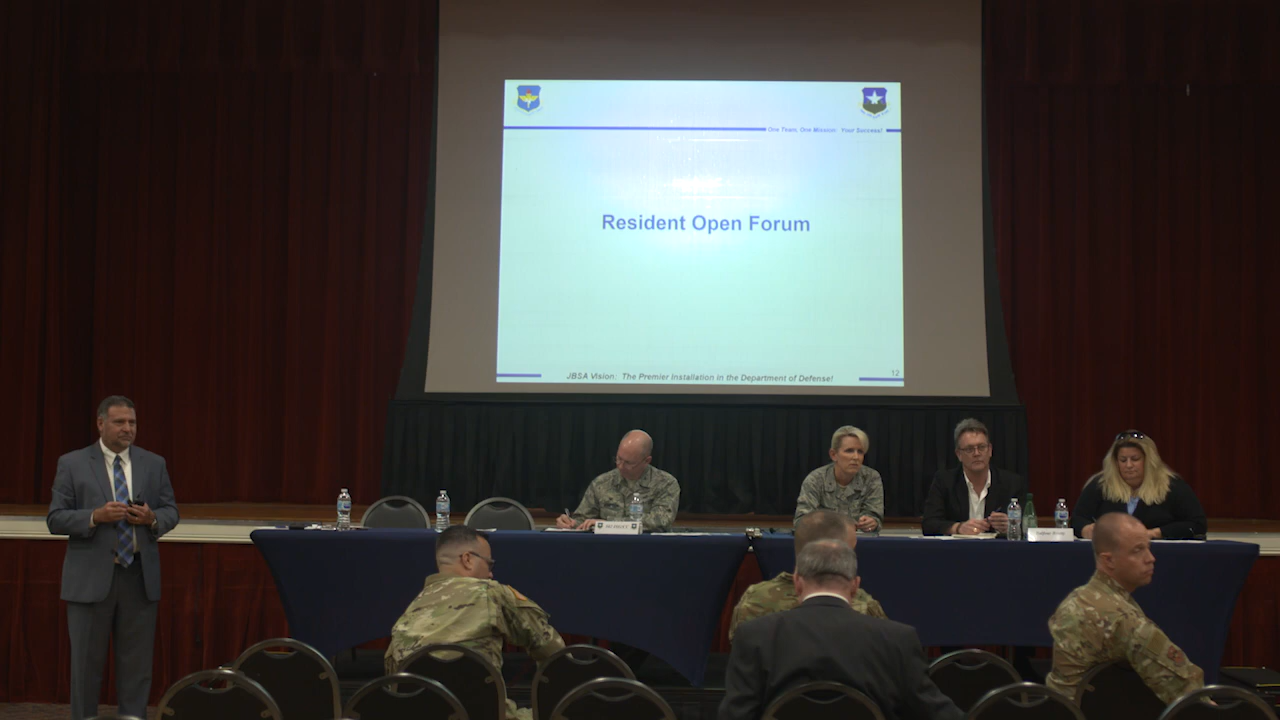 One Team, One Mission: Your Success!
Resident Open Forum
JBSA Vision: The Premier Installation in the Department of Defense!
12